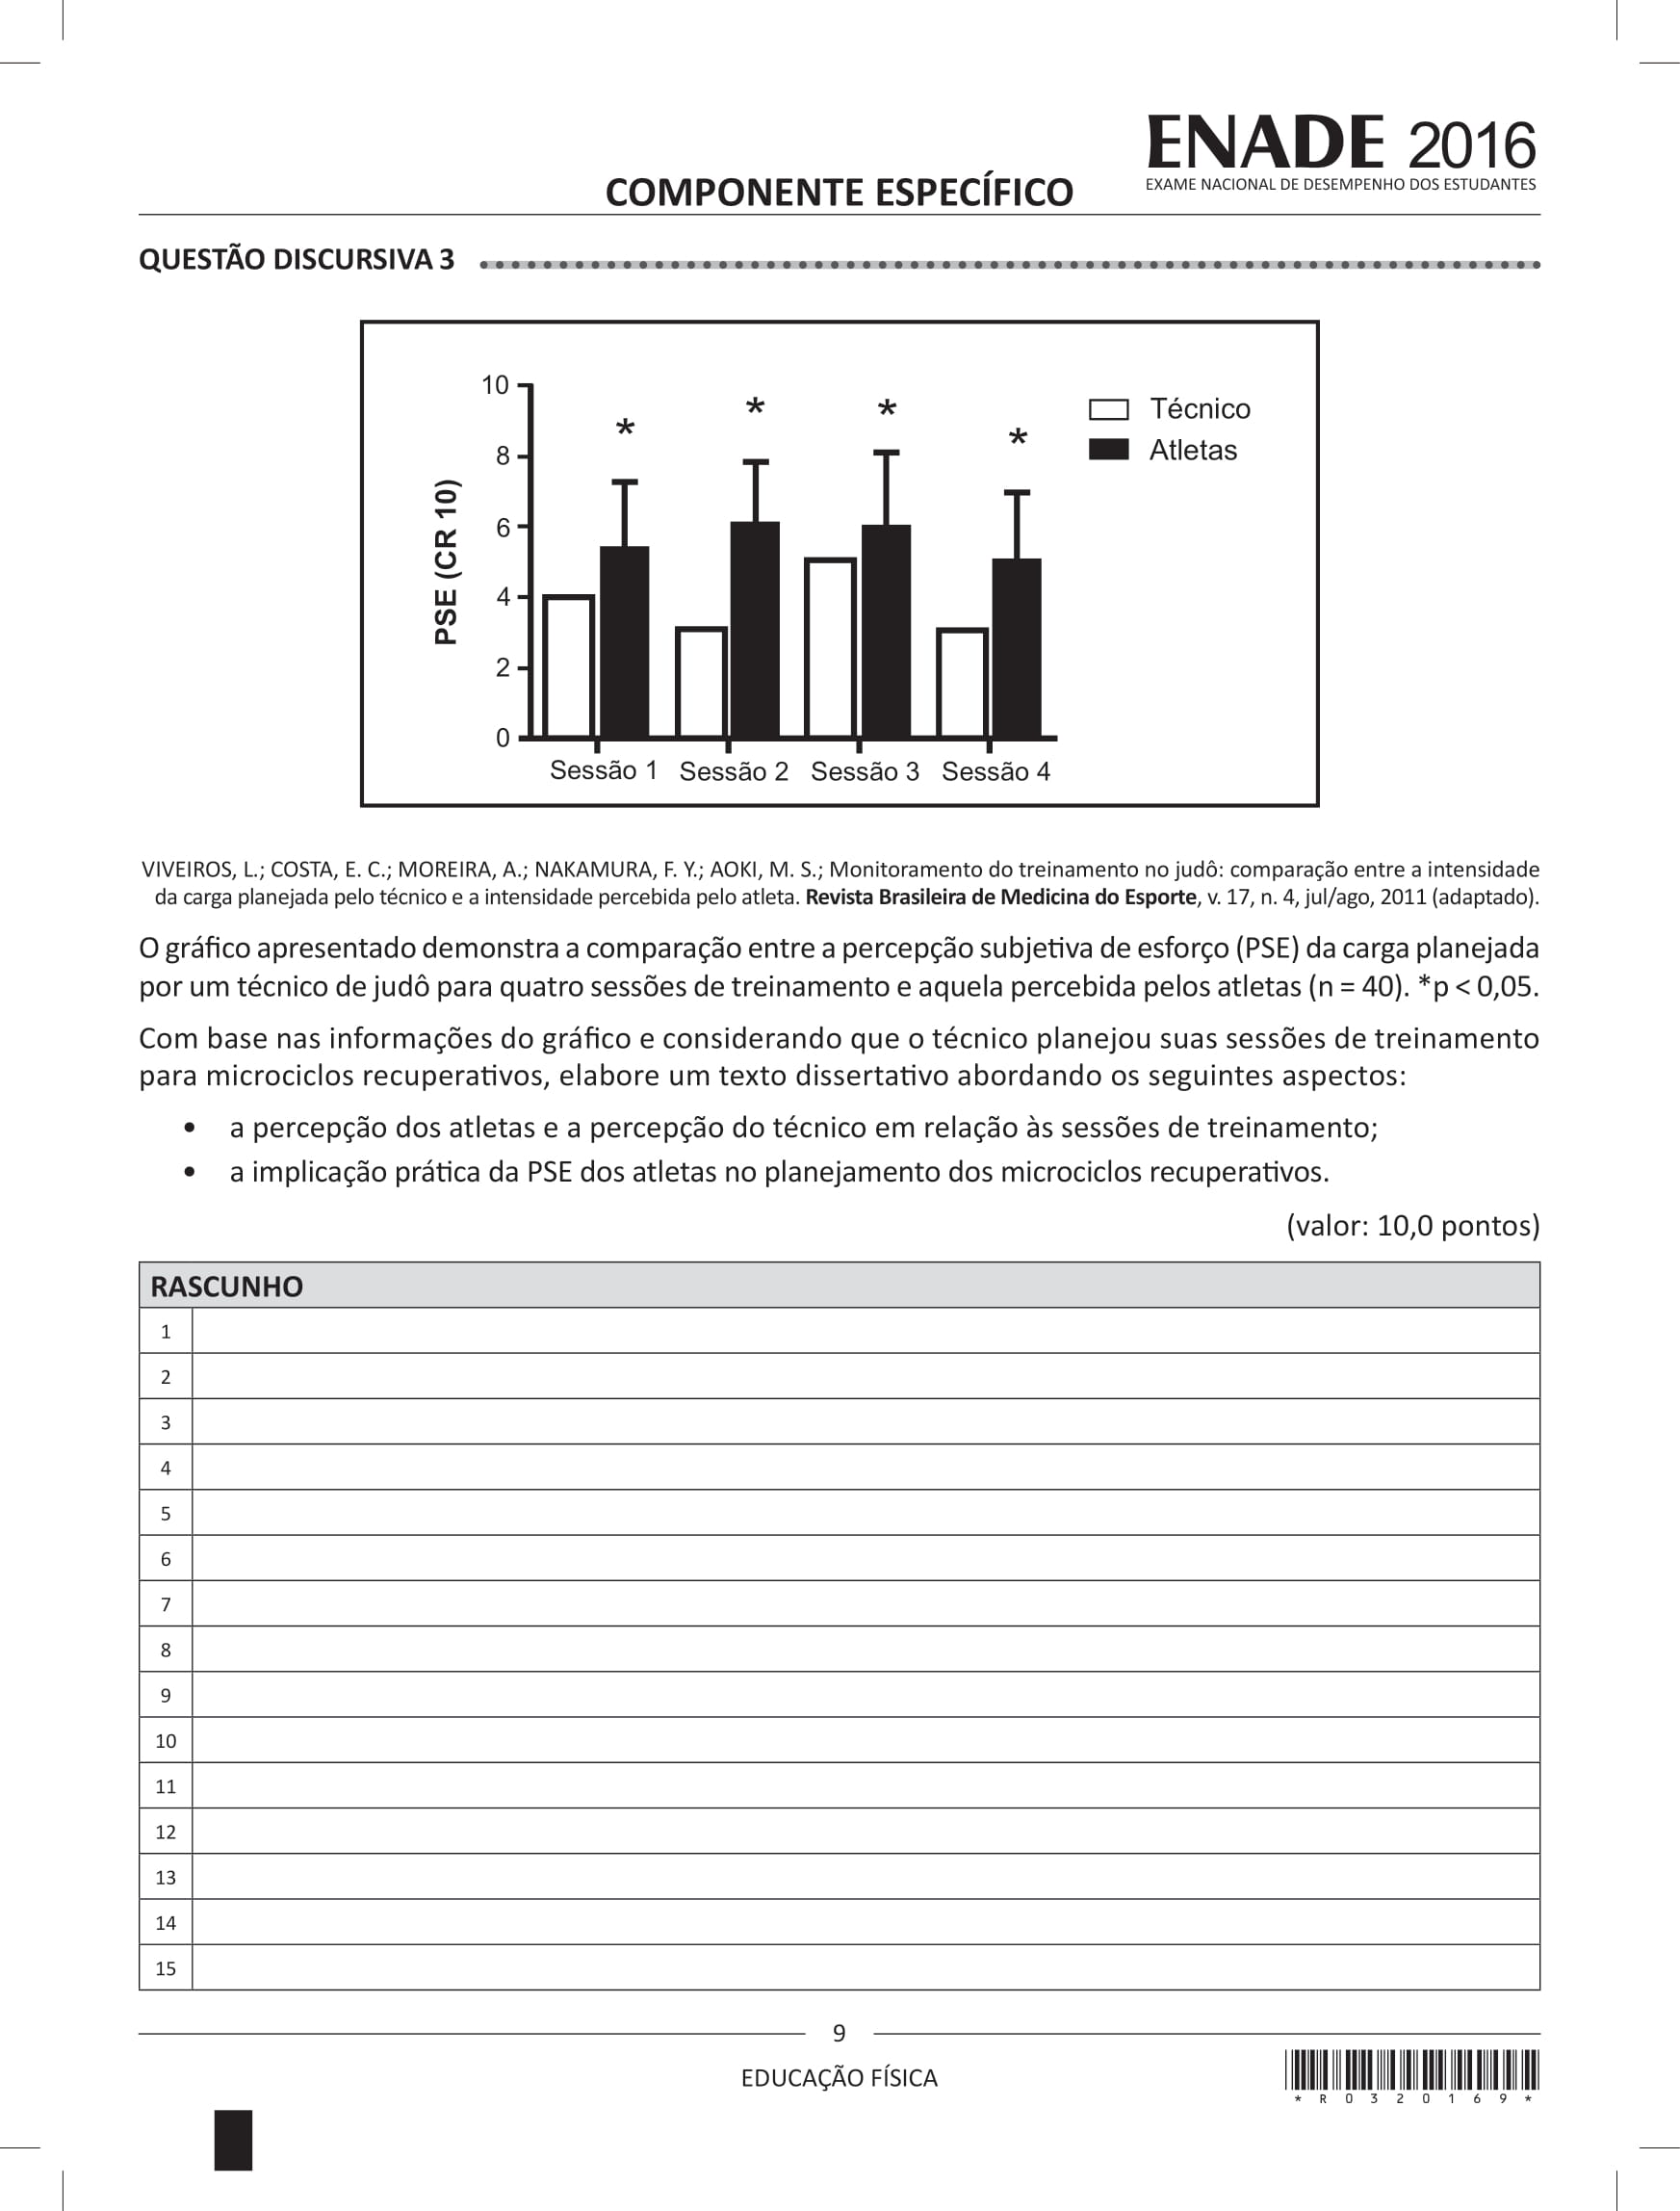 ENADE 2016
EXAME NACIONAL DE DESEMPENHO DOS ESTUDANTES
COMPONENTE ESPECÍFICO
QUESTÃO DISCURSIVA 3
10
8
6
4
2
0
PSE (CR 10)
*
*
*
*
Técnico
Atletas
Sessão 1
Sessão 2
Sessão 3
Sessão 4
VIVEIROS, L.; COSTA, E. C.; MOREIRA, A.; NAKAMURA, F. Y.; AOKI, M. S.; Monitoramento do treinamento no judô: comparação entre a intensidade
da carga planejada pelo técnico e a intensidade percebida pelo atleta. Revista Brasileira de Medicina do Esporte, v. 17, n. 4, jul/ago, 2011 (adaptado).
O gráfico apresentado demonstra a comparação entre a percepção subjetiva de esforço (PSE) da carga planejada
por um técnico de judô para quatro sessões de treinamento e aquela percebida pelos atletas (n = 40). *p < 0,05.
Com base nas informações do gráfico e considerando que o técnico planejou suas sessões de treinamento
para microciclos recuperativos, elabore um texto dissertativo abordando os seguintes aspectos:
• a percepção dos atletas e a percepção do técnico em relação às sessões de treinamento;
• a implicação prática da PSE dos atletas no planejamento dos microciclos recuperativos.
(valor: 10,0 pontos)
RASCUNHO
1
2
3
4
5
6
7
8
9
10
11
12
13
14
15
9
EDUCAÇÃO FÍSICA
* R 0 3 2 0 1 6 9 *